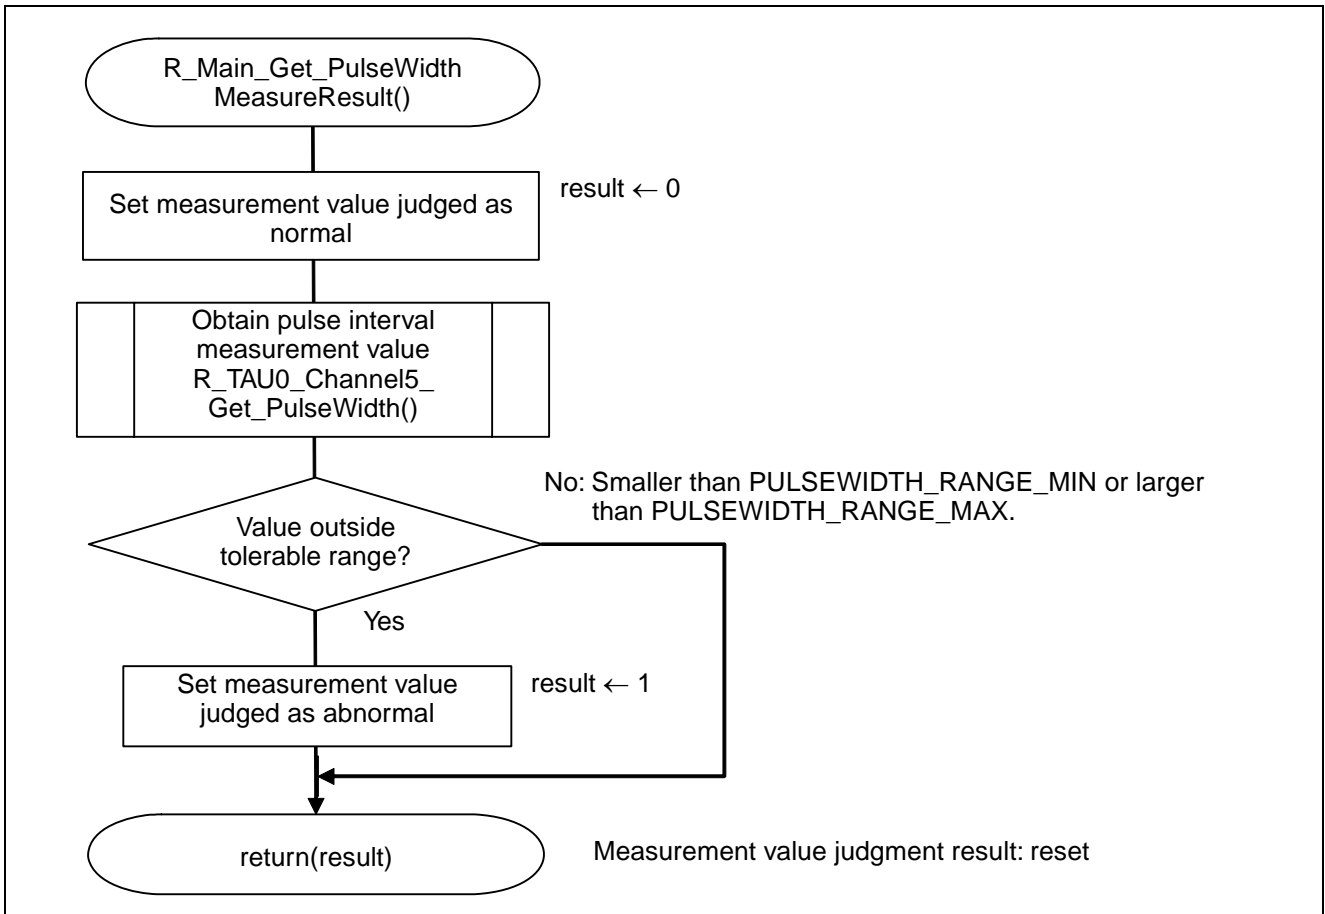 R_Main_Get_PulseWidth
MeasureResult()
Set measurement value judged as
normal
result ← 0
Obtain pulse interval
measurement value
R_TAU0_Channel5_
Get_PulseWidth()
No: Smaller than PULSEWIDTH_RANGE_MIN or larger
than PULSEWIDTH_RANGE_MAX.
Value outside
tolerable range?
Yes
Set measurement value
judged as abnormal
result ← 1
return(result)
Measurement value judgment result: reset